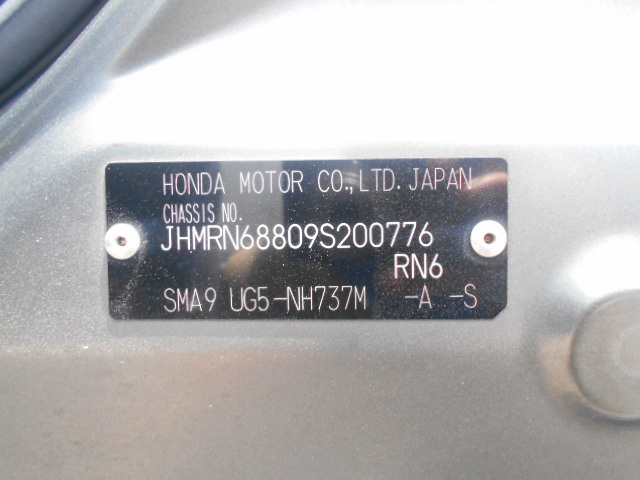 HONDA MOTOR CO.,LTD. JAPAN
CHASSIS NO.
JHMRN68809S200776
RN6
SMA9 UG5-NH737M -A -S